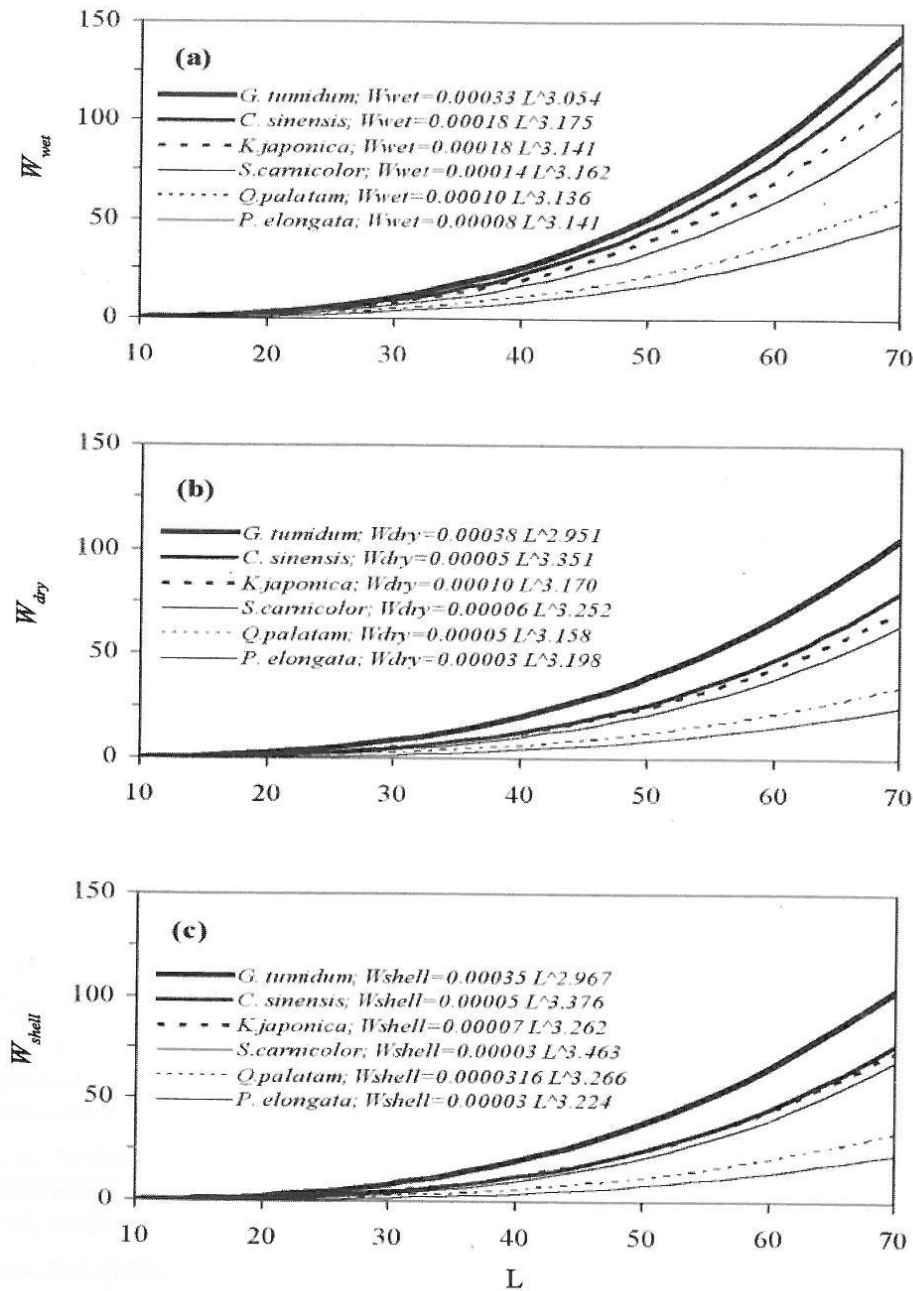 150
(a)
G. tumidum; Wwet=0.00033 L^3.054
C. sinensis; Wwet=0.00018 L^3.175
100
K.japonica; Wwet=0.00018 L^3.141
S.carnicolor; Wwet=0.00014 L^3.162
Q.palatam; Wwet=0.00010 L^3.136
P. elongata; Wwet=0.00008 L^3.141
Wwet
50
0
10 20 30 40 50 60 70
150
(b)
G. tumidum; Wdry=0.00038 L^2.951
100
C. sinensis; Wdry=0.00005 L^3.351
K.japonica; Wdry=0.00010 L^3.170
S.carnicolor; Wdry=0.00006 L^3.252
Q.palatam; Wdry=0.00005 L^3.158
P. elongata; Wdry=0.00003 L^3.198
Wdry
50
0
10 20 30 40 50 60 70
150
(c)
G. tumidum; Wshell=0.00035 L^2.967
100
C. sinensis; Wshell=0.00005 L^3.376
K.japonica; Wshell=0.00007 L^3.262
S.carnicolor; Wshell=0.00003 L^3.463
Q.palatam; Wshell=0.0000316 L^3.266
P. elongata; Wshell=0.00003 L^3.224
Wshell
50
0
10 20 30 40 50 60 70
L